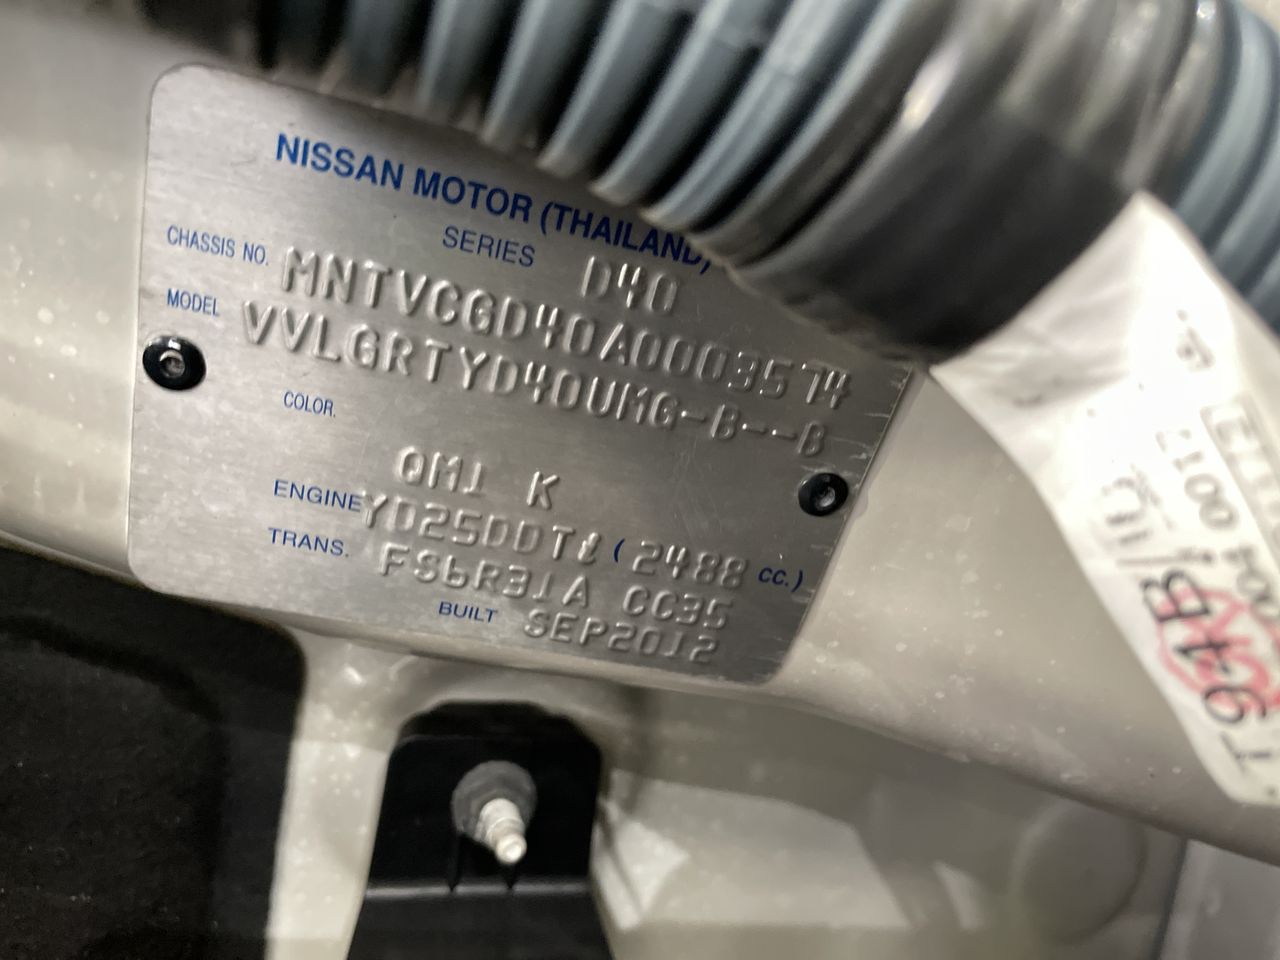 NISSAN MOTOR (THAILAND)
SERIES D40
CHASSIS NO. MNTVCGD40A0003574
MODEL VVLGRTYD40UMG-B--B
COLOR.
QM1 K
ENGINE YD25DDTi (2488 cc.)
TRANS. FS6R31A CC35
BUILT SEP2012